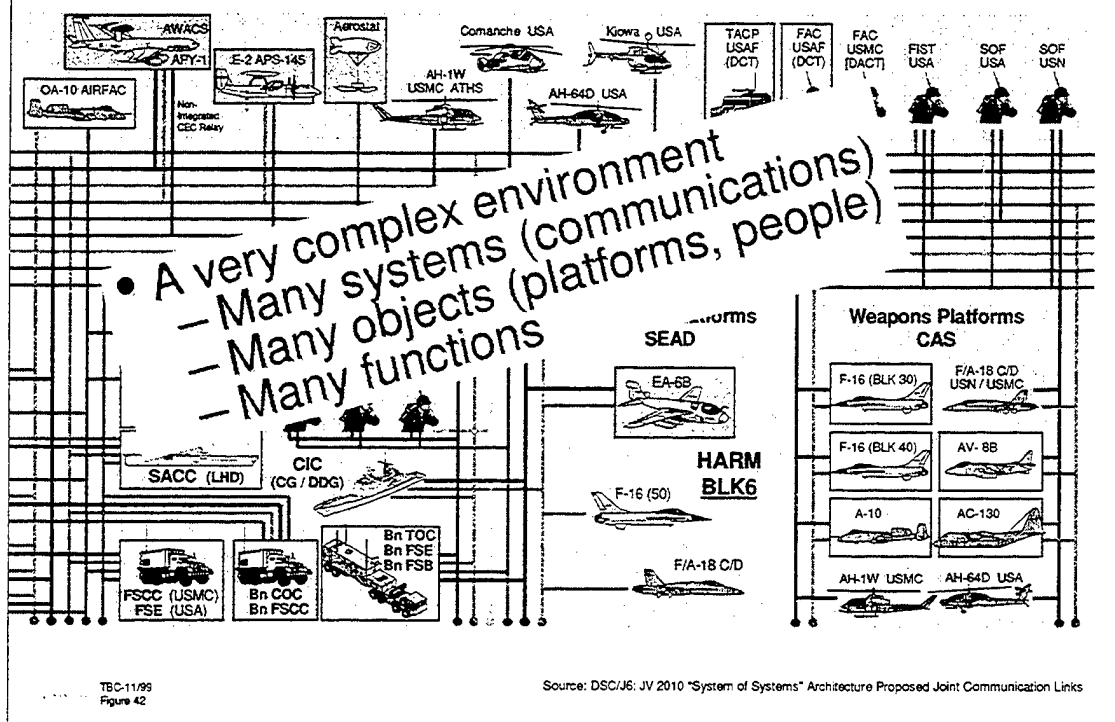 AWACS
APY-1
E-2 APS-145
Aerostat
OA-10 AIRFAC
Non-
Integrated
CEC Relay
AH-1W
USMC ATHS
Comanche USA
Kiowa USA
AH-64D USA
TACP
USAF
(DCT)
FAC
USAF
(DCT)
FAC
USMC
[DACT]
FIST
USA
SOF
USA
SOF
USN
• A very complex environment
– Many systems (communications)
– Many objects (platforms, people)
– Many functions
SEAD
EA-6B
HARM
BLK6
F-16 (50)
F/A-18 C/D
Weapons Platforms
CAS
F-16 (BLK 30)
F/A-18 C/D
USN / USMC
F-16 (BLK 40)
AV- 8B
A-10
AC-130
AH-1W USMC
AH-64D USA
SACC (LHD)
CIC
(CG / DDG)
FSCC (USMC)
FSE (USA)
Bn COC
Bn FSCC
Bn TOC
Bn FSE
Bn FSB
TBC-11/99
Figure 42
Source: DSC/J6: JV 2010 "System of Systems" Architecture Proposed Joint Communication Links